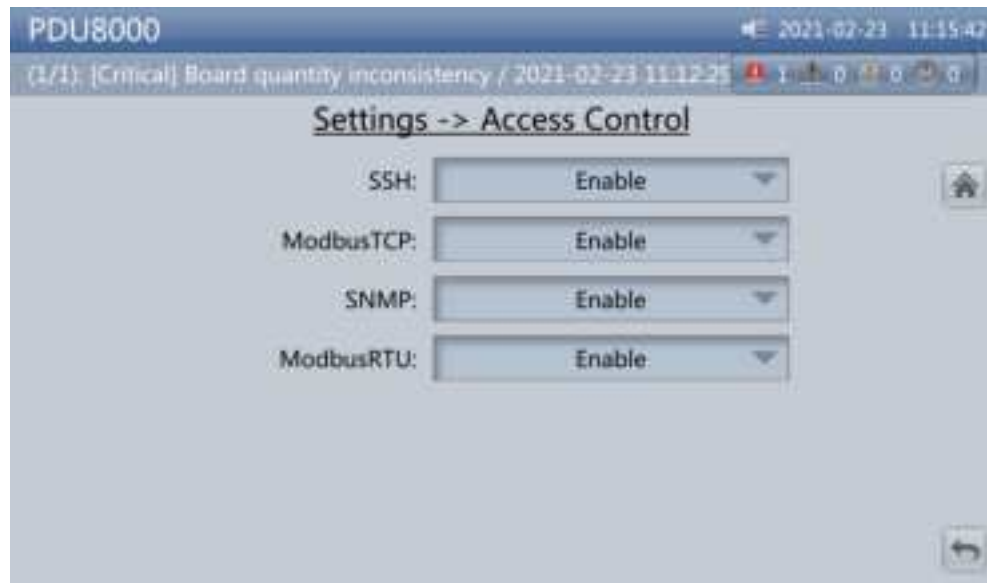 PDU8000 2021-02-23 11:15:42
(1/1): [Critical] Board quantity inconsistency / 2021-02-23 11:12:25 1 0 0 0
Settings -> Access Control
SSH: Enable
ModbusTCP: Enable
SNMP: Enable
ModbusRTU: Enable